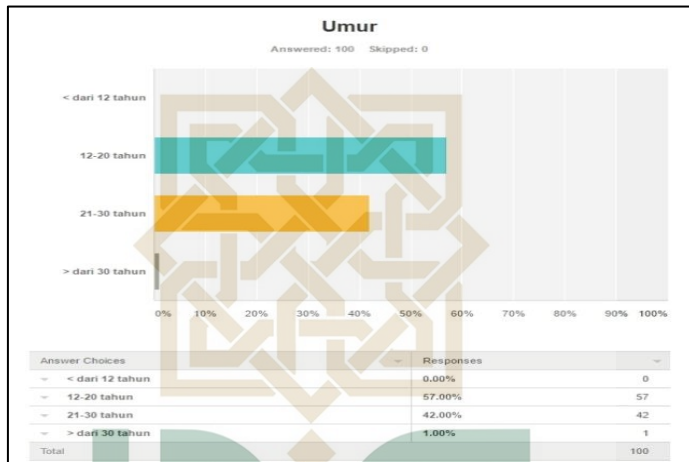 Umur
Answered: 100 Skipped: 0
< dari 12 tahun
12-20 tahun
21-30 tahun
> dari 30 tahun
0% 10% 20% 30% 40% 50% 60% 70% 80% 90% 100%
Answer Choices Responses
< dari 12 tahun 0.00% 0
12-20 tahun 57.00% 57
21-30 tahun 42.00% 42
> dari 30 tahun 1.00% 1
Total 100